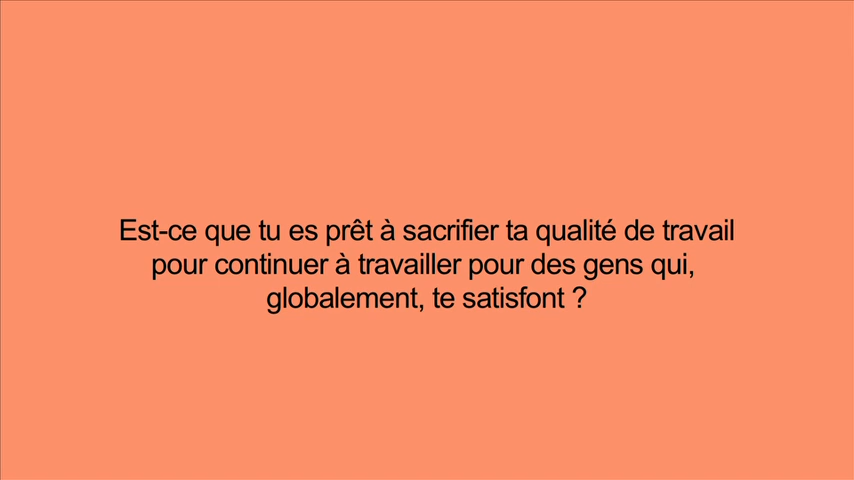 Est-ce que tu es prêt à sacrifier ta qualité de travail
pour continuer à travailler pour des gens qui,
globalement, te satisfont ?